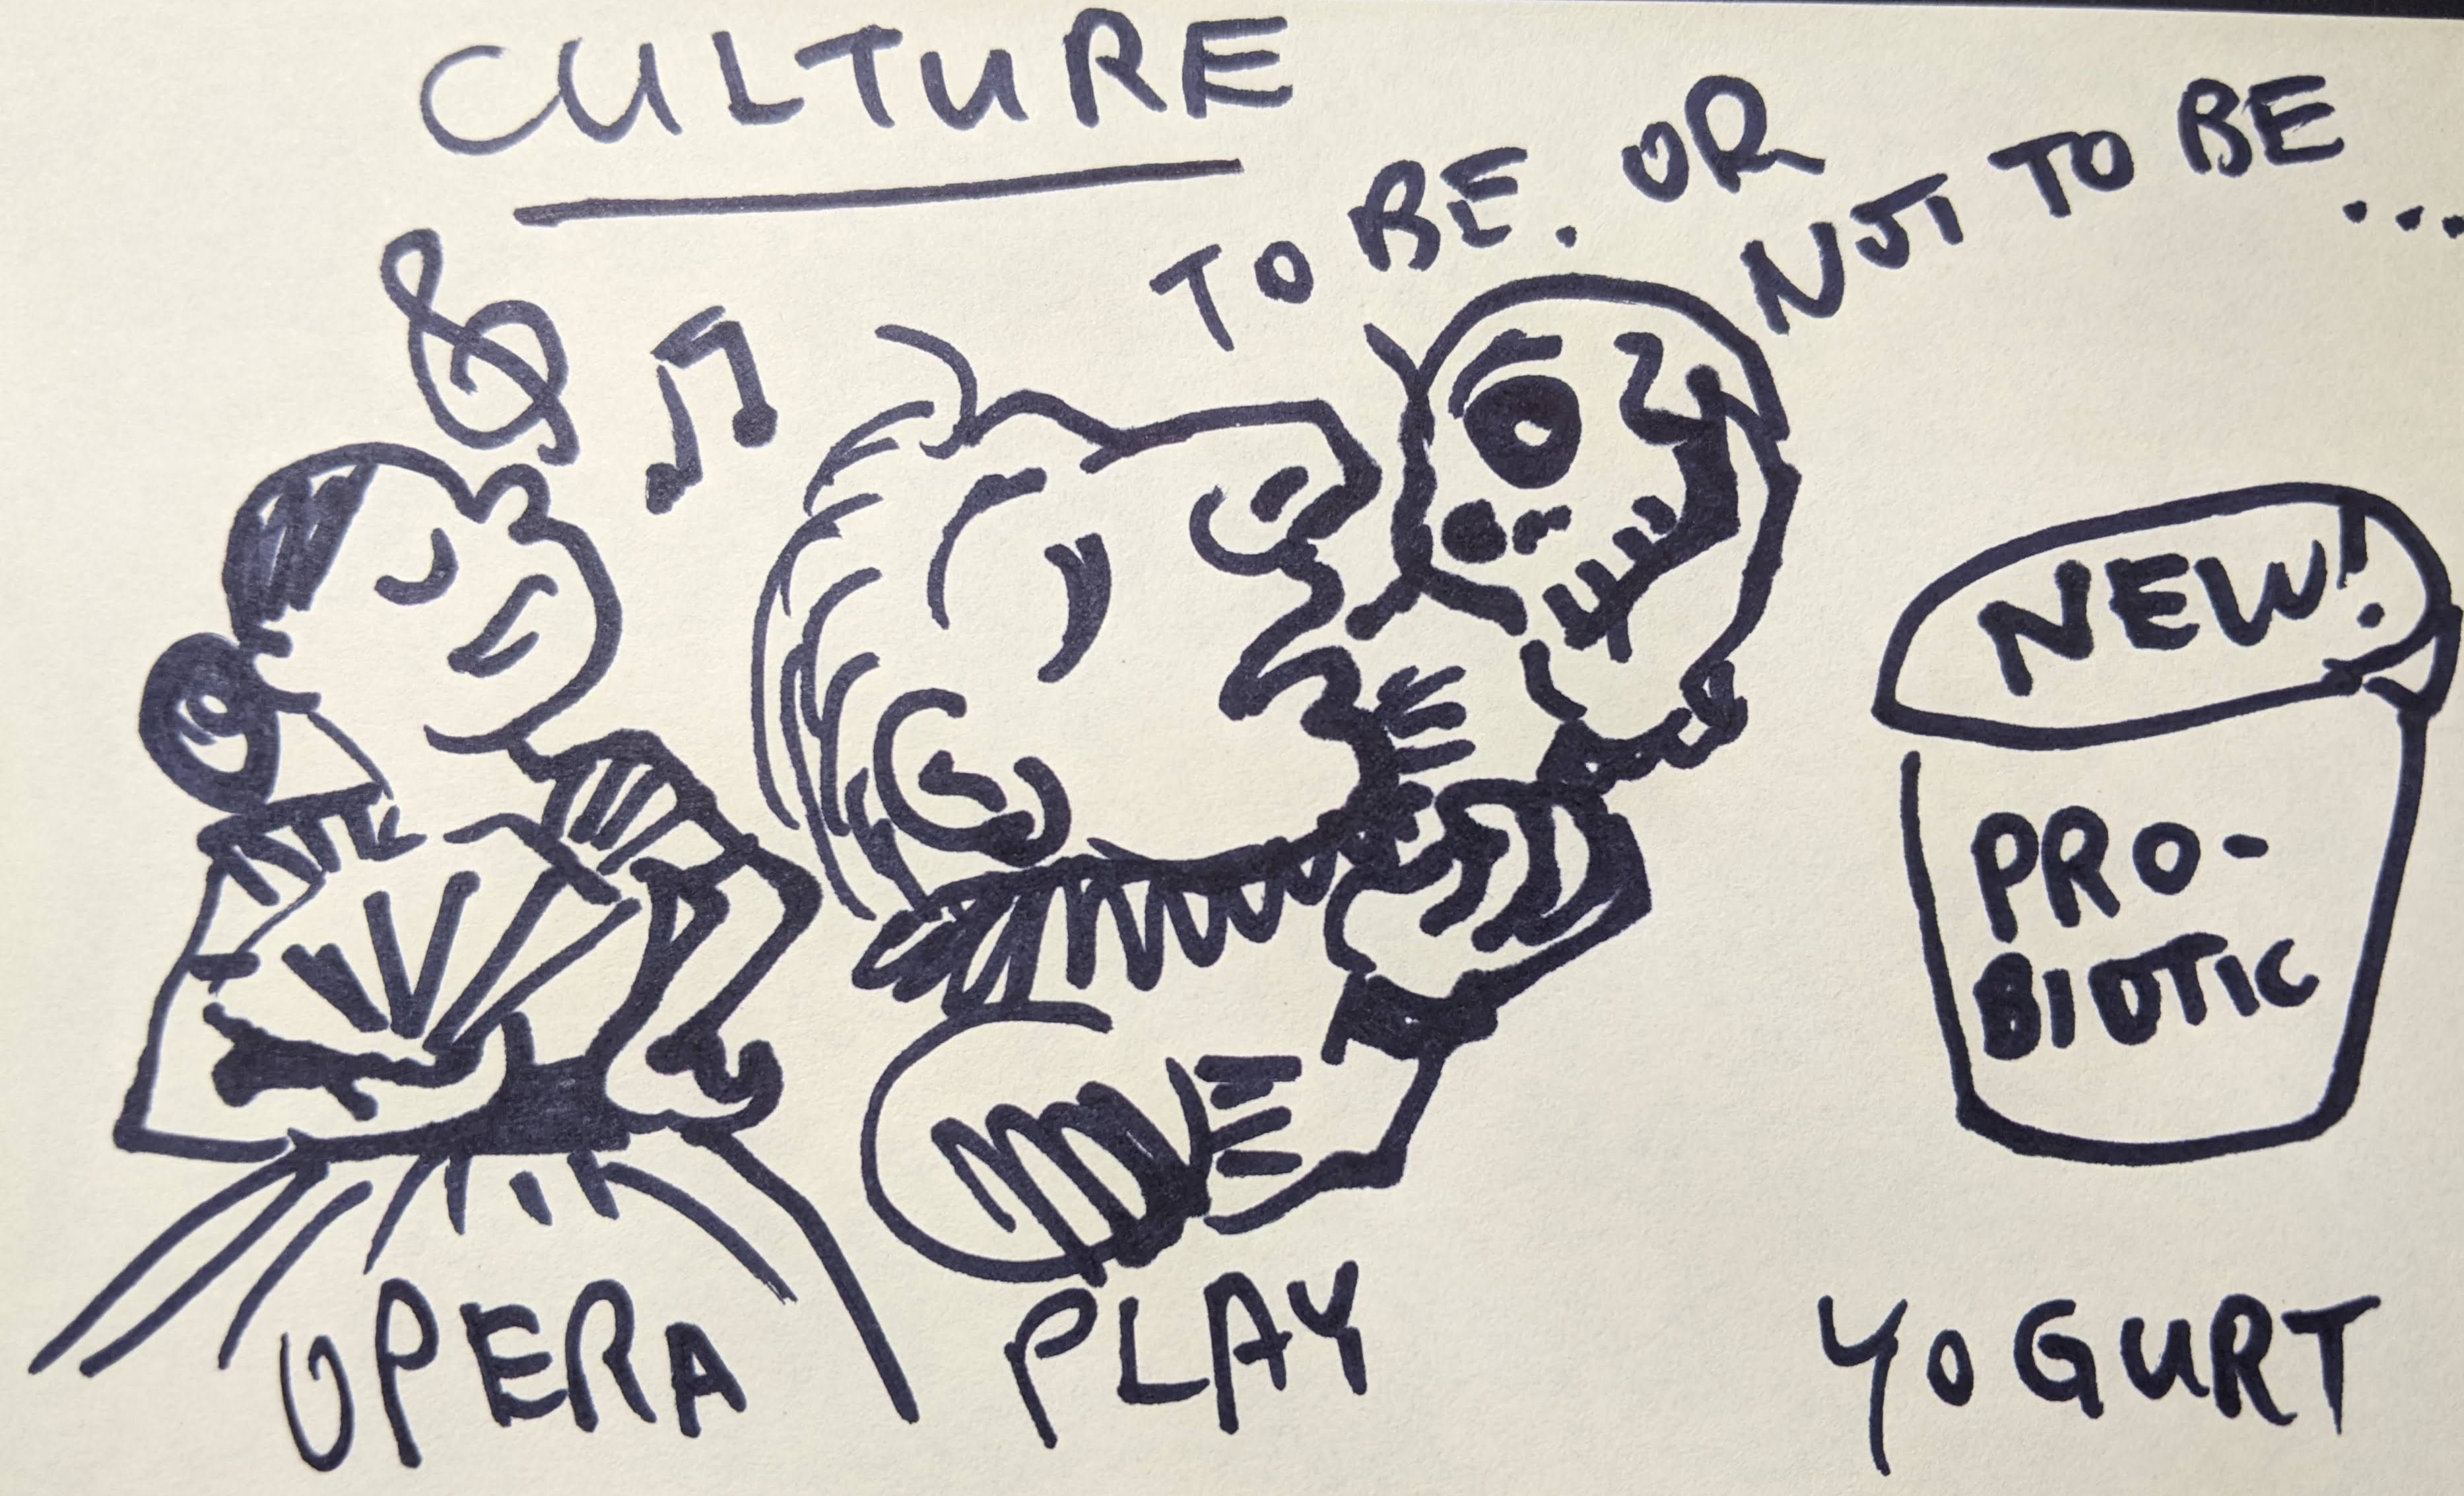 CULTURE
TO BE. OR
NOT TO BE
...
NEW!
PRO-
BIOTIC
OPERA
PLAY
YOGURT